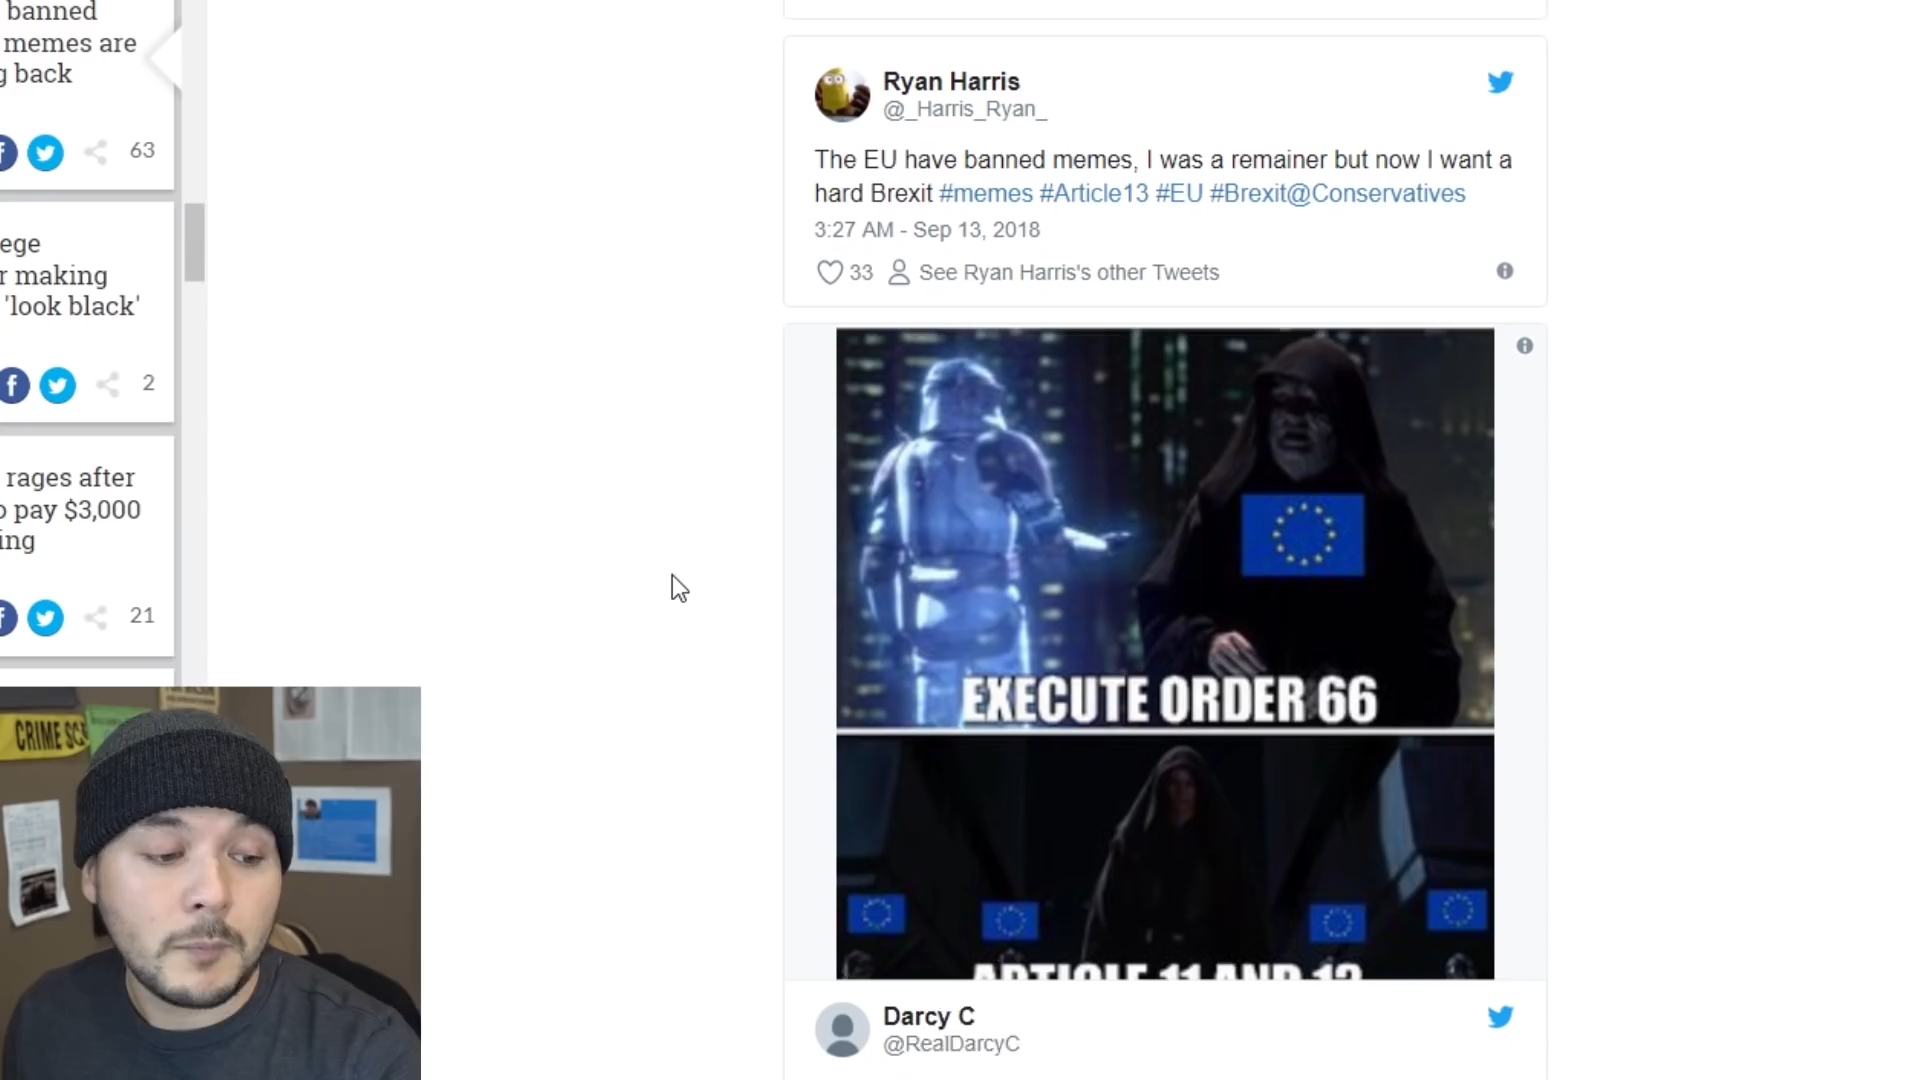 banned
memes are
g back
63
ege
r making
'look black'
2
rages after
o pay $3,000
ing
21
Ryan Harris
@_Harris_Ryan_
The EU have banned memes, I was a remainer but now I want a
hard Brexit #memes #Article13 #EU #Brexit@Conservatives
3:27 AM - Sep 13, 2018
33 See Ryan Harris's other Tweets
EXECUTE ORDER 66
ARTICLE 11 AND 13
Darcy C
@RealDarcyC
CRIME SC